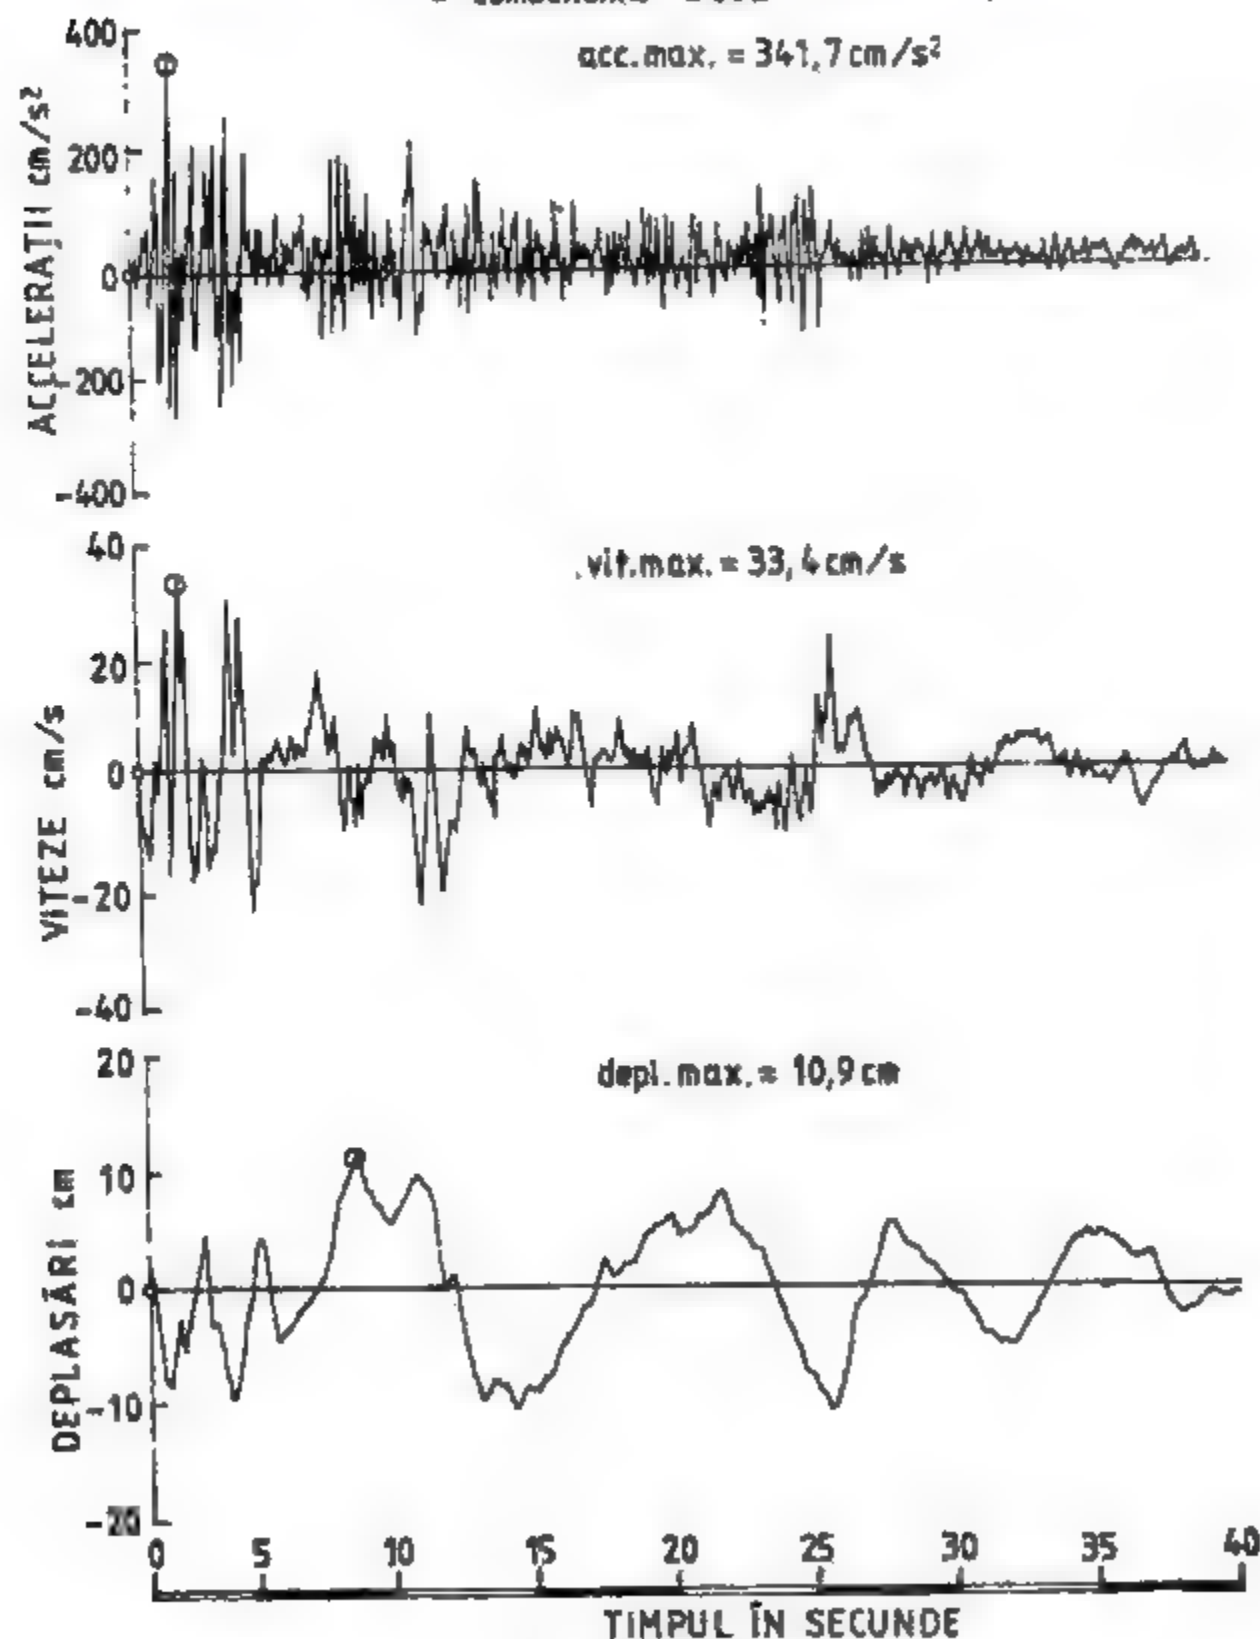 400
acc.max. = 341,7 cm/s²
200
0
-200
-400
ACCELERAȚII cm/s²
40
vit.max. = 33,4 cm/s
20
0
-20
-40
VITEZE cm/s
20
depl.max. = 10,9 cm
10
0
-10
-20
DEPLASĂRI cm
0 5 10 15 20 25 30 35 40
TIMPUL ÎN SECUNDE